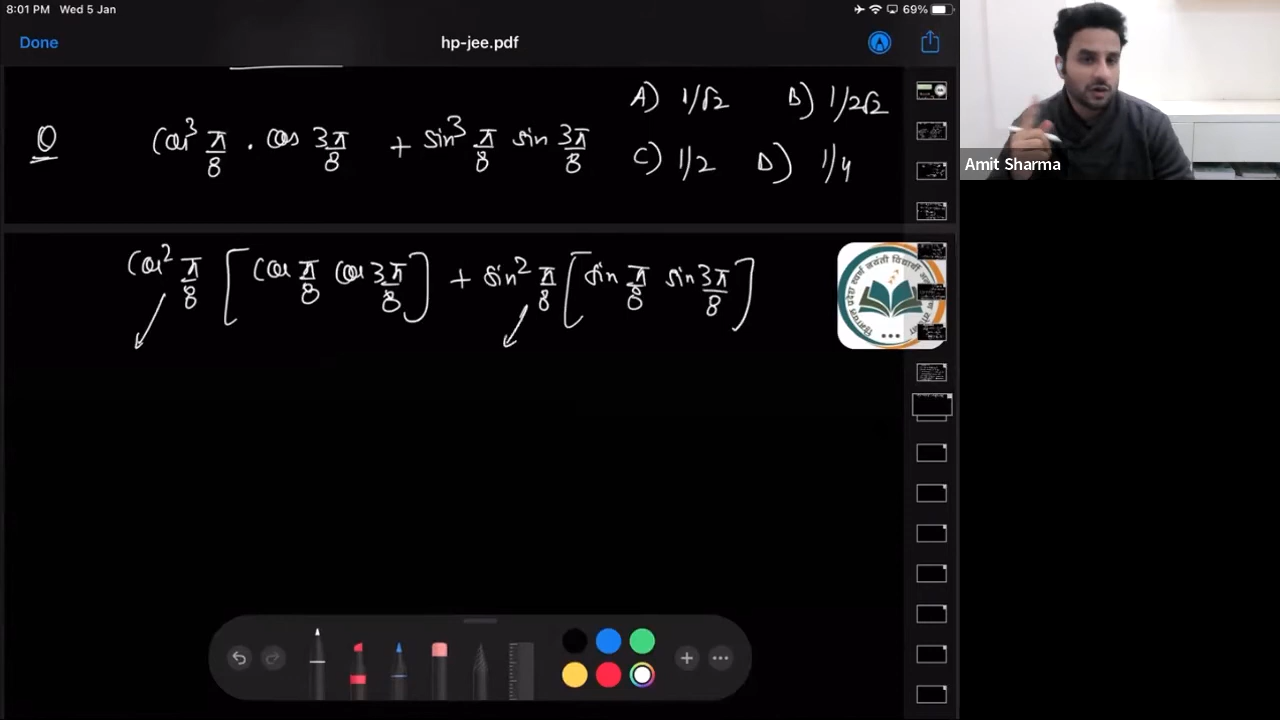 8:01 PM Wed 5 Jan
69%
Done
hp-jee.pdf
Amit Sharma
Q cos³ π/8 . cos 3π/8 + sin³ π/8 sin 3π/8
A) 1/√2 B) 1/2√2
C) 1/2 D) 1/4
cos² π/8 [cos π/8 cos 3π/8] + sin² π/8 [sin π/8 sin 3π/8]